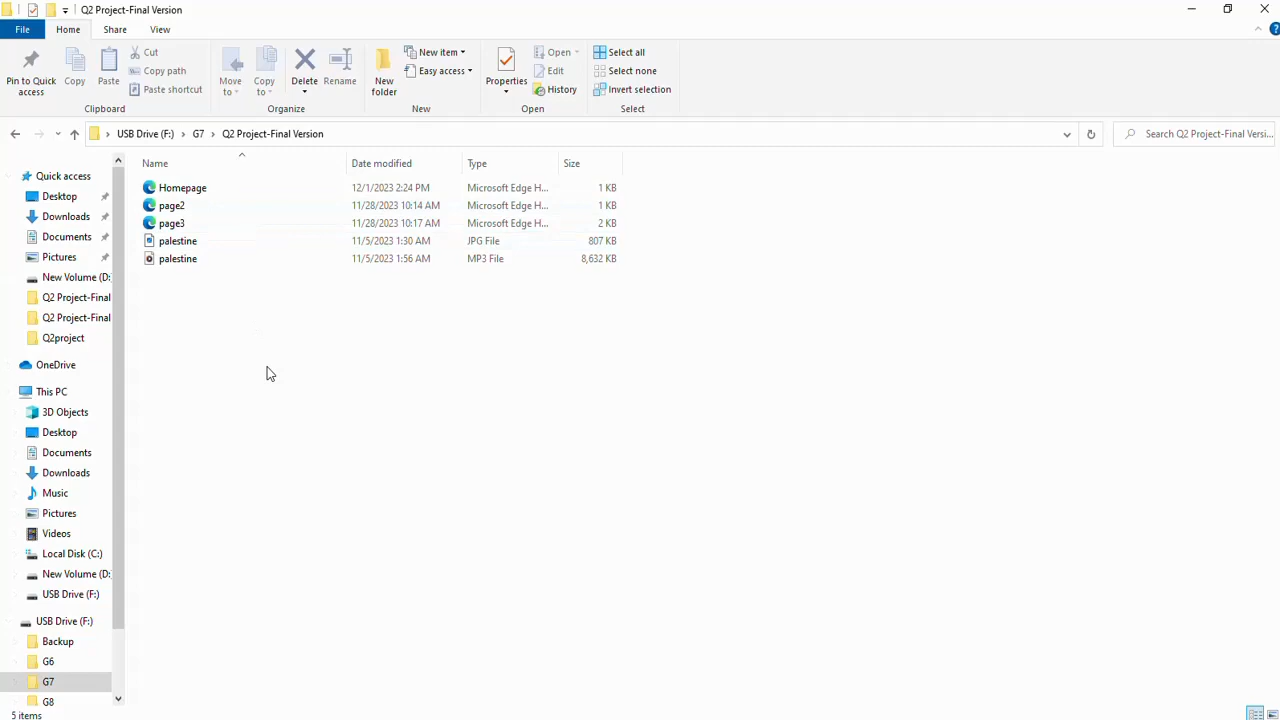 Q2 Project-Final Version
File Home Share View
Pin to Quick access
Copy
Paste
Cut
Copy path
Paste shortcut
Clipboard
Move to
Copy to
Delete
Rename
Organize
New folder
New item
Easy access
New
Properties
Open
Edit
History
Open
Select all
Select none
Invert selection
Select
USB Drive (F:) › G7 › Q2 Project-Final Version
Search Q2 Project-Final Versi...
Name Date modified Type Size
Homepage 12/1/2023 2:24 PM Microsoft Edge H... 1 KB
page2 11/28/2023 10:14 AM Microsoft Edge H... 1 KB
page3 11/28/2023 10:17 AM Microsoft Edge H... 2 KB
palestine 11/5/2023 1:30 AM JPG File 807 KB
palestine 11/5/2023 1:56 AM MP3 File 8,632 KB
Quick access
Desktop
Downloads
Documents
Pictures
New Volume (D:
Q2 Project-Final
Q2 Project-Final
Q2project
OneDrive
This PC
3D Objects
Desktop
Documents
Downloads
Music
Pictures
Videos
Local Disk (C:)
New Volume (D:
USB Drive (F:)
USB Drive (F:)
Backup
G6
G7
G8
5 items